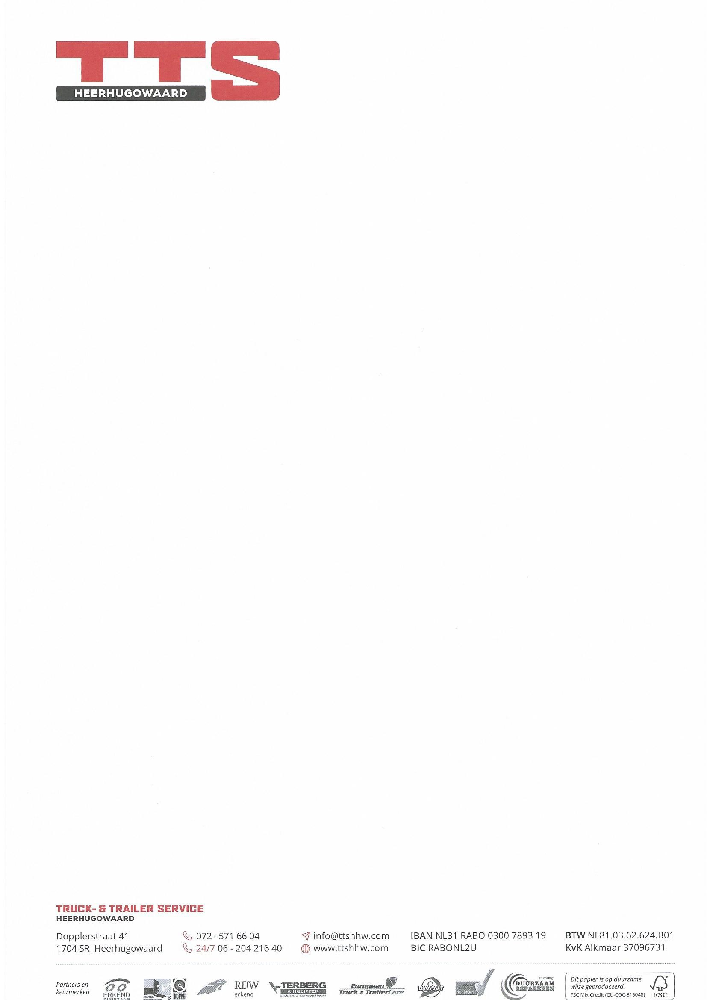 TTS
HEERHUGOWAARD
TRUCK- & TRAILER SERVICE
HEERHUGOWAARD
Dopplerstraat 41
1704 SR Heerhugowaard
072 - 571 66 04
24/7 06 - 204 216 40
info@ttshhw.com
www.ttshhw.com
IBAN NL31 RABO 0300 7893 19
BIC RABONL2U
BTW NL81.03.62.624.B01
KvK Alkmaar 37096731
Partners en
keurmerken
ERKEND
DUURZAAM
BOVAG
RDW
erkend
TERBERG
KINGLIFTER
European
Truck & TrailerCare
BMWT
stichting
DUURZAAM
REPAREREN
Dit papier is op duurzame
wijze geproduceerd.
FSC Mix Credit (CU-COC-816048)
FSC